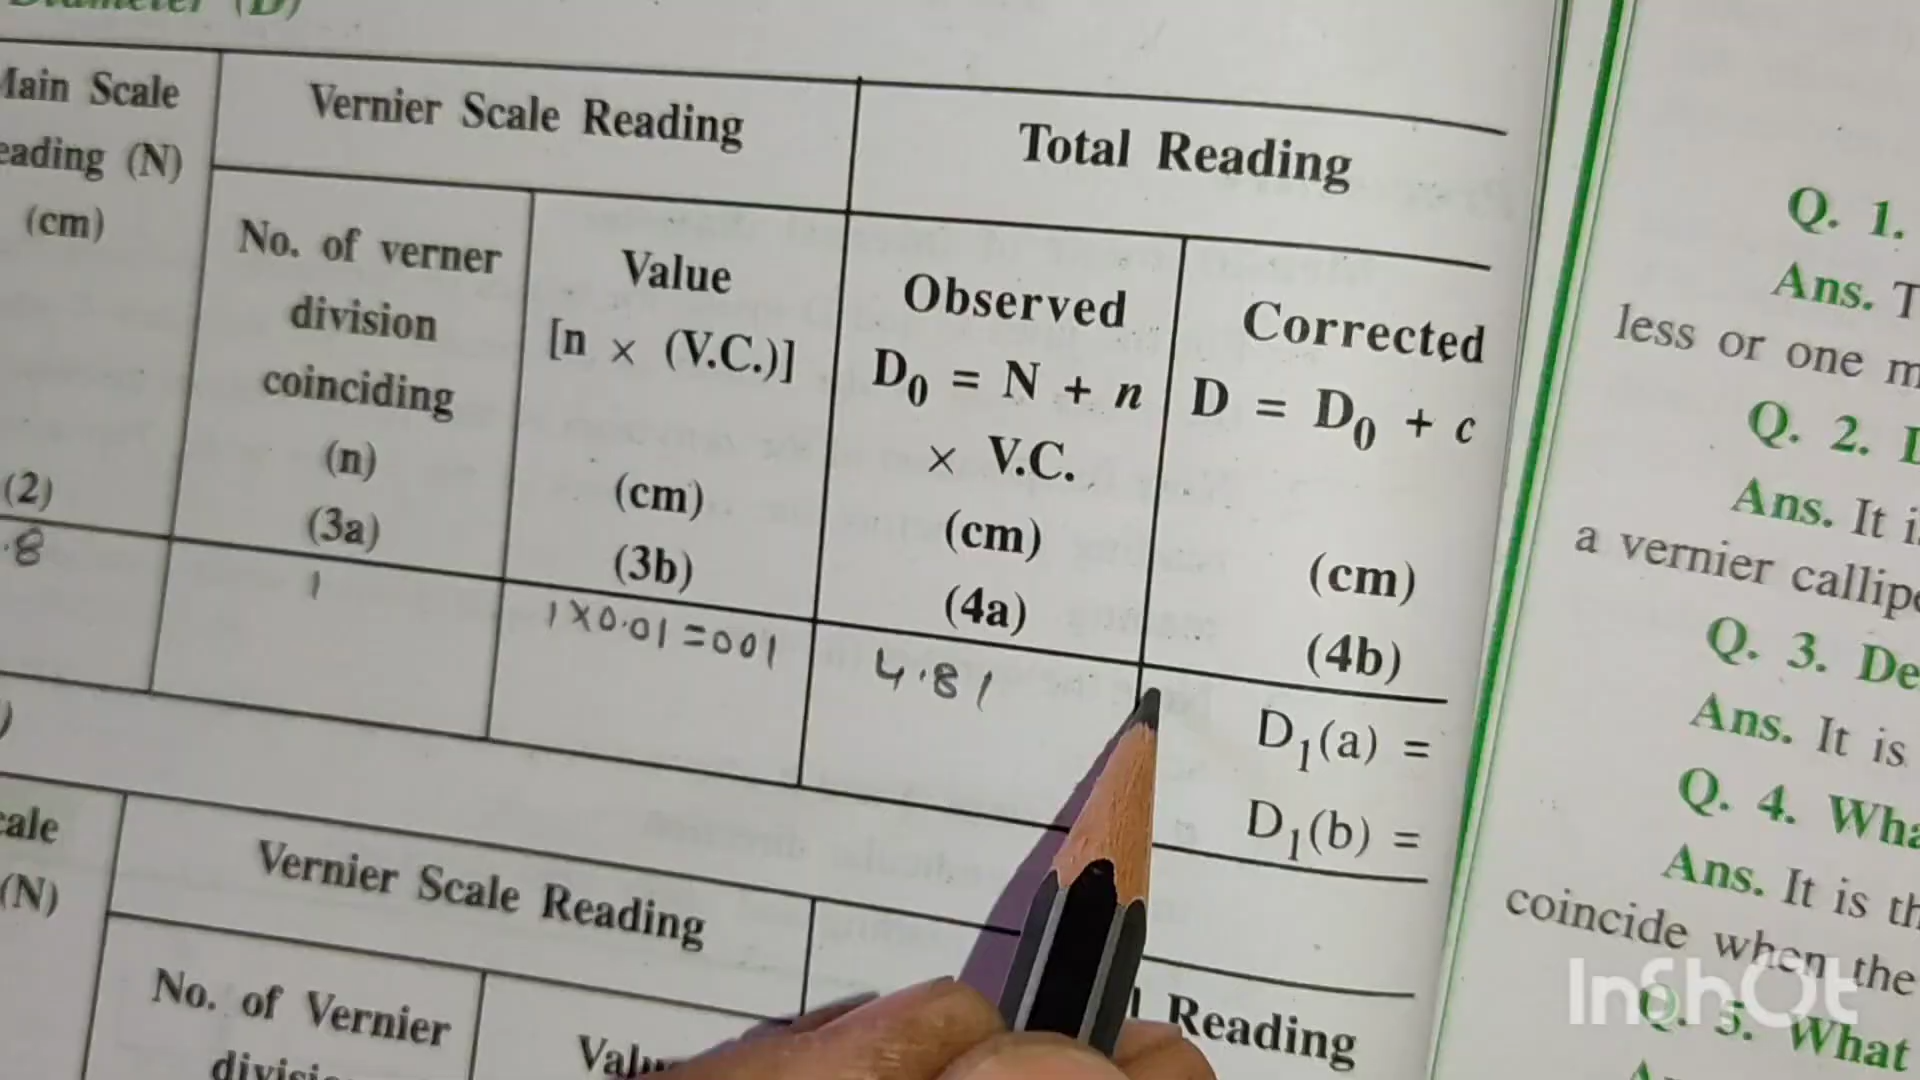 Diameter (D)
Main Scale
Reading (N)
(cm)
(2)
.8
Vernier Scale Reading
No. of verner
division
coinciding
(n)
(3a)
1
Value
[n × (V.C.)]
(cm)
(3b)
1×0.01=001
Total Reading
Observed
D0 = N + n
× V.C.
(cm)
(4a)
4.81
Corrected
D = D0 + c
(cm)
(4b)
D1(a) =
D1(b) =
cale
(N)
Vernier Scale Reading
No. of Vernier
Reading
Q. 1.
Ans. T
less or one m
Q. 2.
Ans. It i
a vernier callipe
Q. 3. De
Ans. It is
Q. 4. Wha
Ans. It is th
coincide when the
Q. 5. What
InShOt